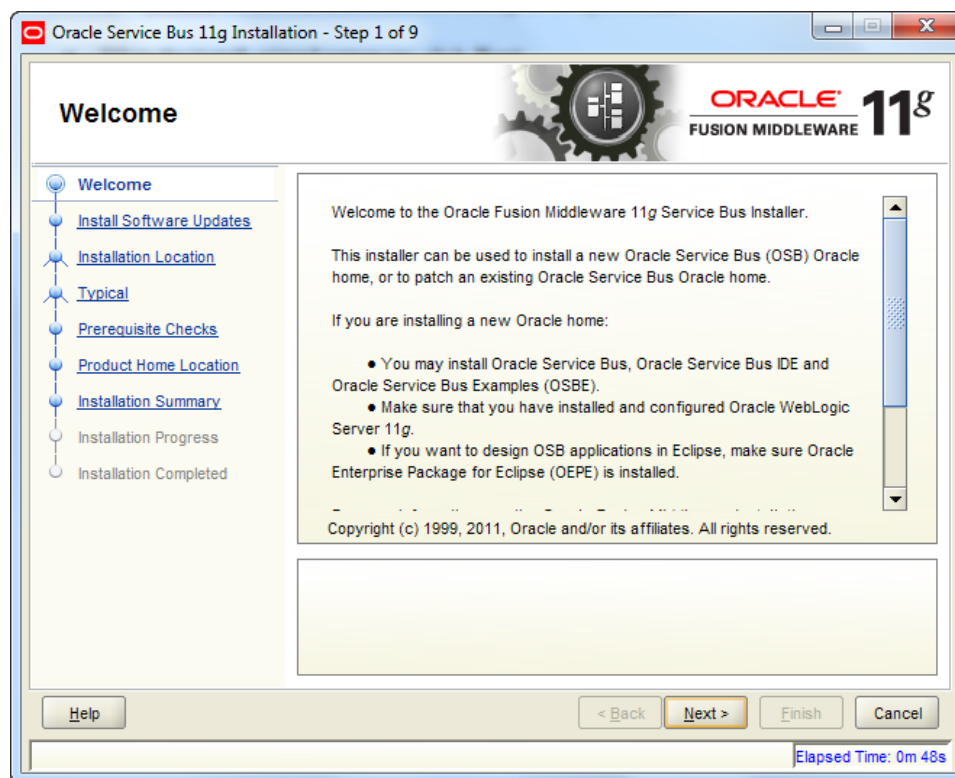 Oracle Service Bus 11g Installation - Step 1 of 9
Welcome
ORACLE
FUSION MIDDLEWARE
11g
Welcome
Install Software Updates
Installation Location
Typical
Prerequisite Checks
Product Home Location
Installation Summary
Installation Progress
Installation Completed
Welcome to the Oracle Fusion Middleware 11g Service Bus Installer.
This installer can be used to install a new Oracle Service Bus (OSB) Oracle
home, or to patch an existing Oracle Service Bus Oracle home.
If you are installing a new Oracle home:
● You may install Oracle Service Bus, Oracle Service Bus IDE and
Oracle Service Bus Examples (OSBE).
● Make sure that you have installed and configured Oracle WebLogic
Server 11g.
● If you want to design OSB applications in Eclipse, make sure Oracle
Enterprise Package for Eclipse (OEPE) is installed.
Copyright (c) 1999, 2011, Oracle and/or its affiliates. All rights reserved.
Help
< Back
Next >
Finish
Cancel
Elapsed Time: 0m 48s